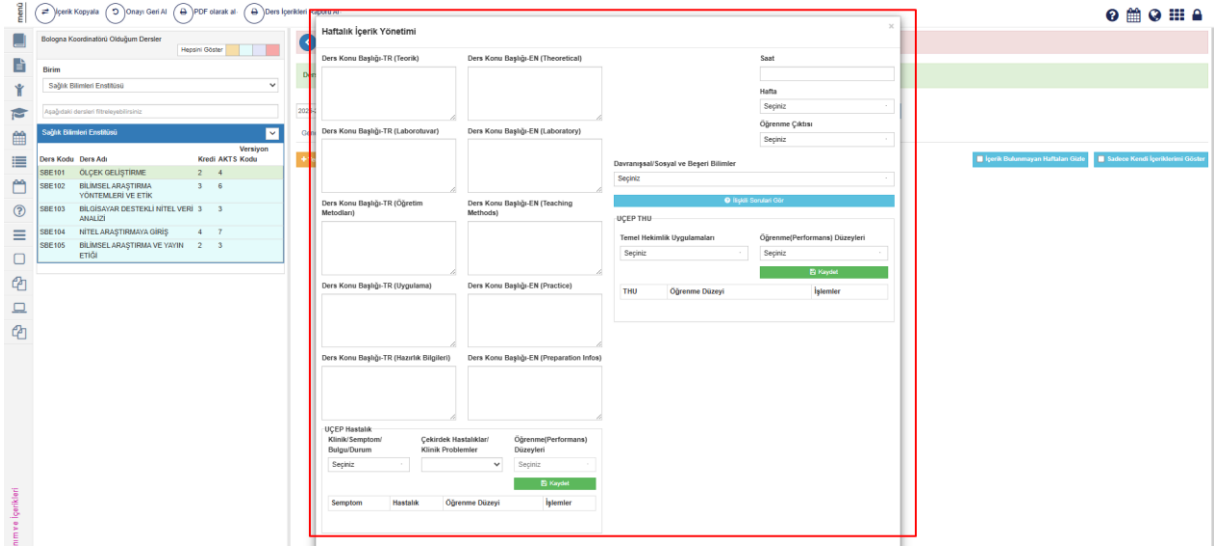 menü
İçerik Kopyala
Onayı Geri Al
PDF olarak al
Ders İçerikleri Raporu Al
Bologna Koordinatörü Olduğum Dersler
Hepsini Göster
Birim
Sağlık Bilimleri Enstitüsü
Aşağıdaki dersleri filtreleyebilirsiniz
Sağlık Bilimleri Enstitüsü
Ders Kodu Ders Adı Kredi AKTS Versiyon Kodu
SBE101 ÖLÇEK GELİŞTİRME 2 4
SBE102 BİLİMSEL ARAŞTIRMA YÖNTEMLERİ VE ETİK 3 6
SBE103 BİLGİSAYAR DESTEKLİ NİTEL VERİ ANALİZİ 3 3
SBE104 NİTEL ARAŞTIRMAYA GİRİŞ 4 7
SBE105 BİLİMSEL ARAŞTIRMA VE YAYIN ETİĞİ 2 3
nım ve İçerikleri
Haftalık İçerik Yönetimi
Ders Konu Başlığı-TR (Teorik)
Ders Konu Başlığı-EN (Theoretical)
Ders Konu Başlığı-TR (Laborotuvar)
Ders Konu Başlığı-EN (Laboratory)
Ders Konu Başlığı-TR (Öğretim Metodları)
Ders Konu Başlığı-EN (Teaching Methods)
Ders Konu Başlığı-TR (Uygulama)
Ders Konu Başlığı-EN (Practice)
Ders Konu Başlığı-TR (Hazırlık Bilgileri)
Ders Konu Başlığı-EN (Preparation Infos)
UÇEP Hastalık
Klinik/Semptom/ Bulgu/Durum
Çekirdek Hastalıklar/ Klinik Problemler
Öğrenme(Performans) Düzeyleri
Seçiniz
Seçiniz
Kaydet
Semptom Hastalık Öğrenme Düzeyi İşlemler
Saat
Hafta
Seçiniz
Öğrenme Çıktısı
Seçiniz
Davranışsal/Sosyal ve Beşeri Bilimler
Seçiniz
İlişkili Soruları Gör
UÇEP THU
Temel Hekimlik Uygulamaları
Öğrenme(Performans) Düzeyleri
Seçiniz
Seçiniz
Kaydet
THU Öğrenme Düzeyi İşlemler
İçerik Bulunmayan Haftaları Gizle
Sadece Kendi İçeriklerimi Göster